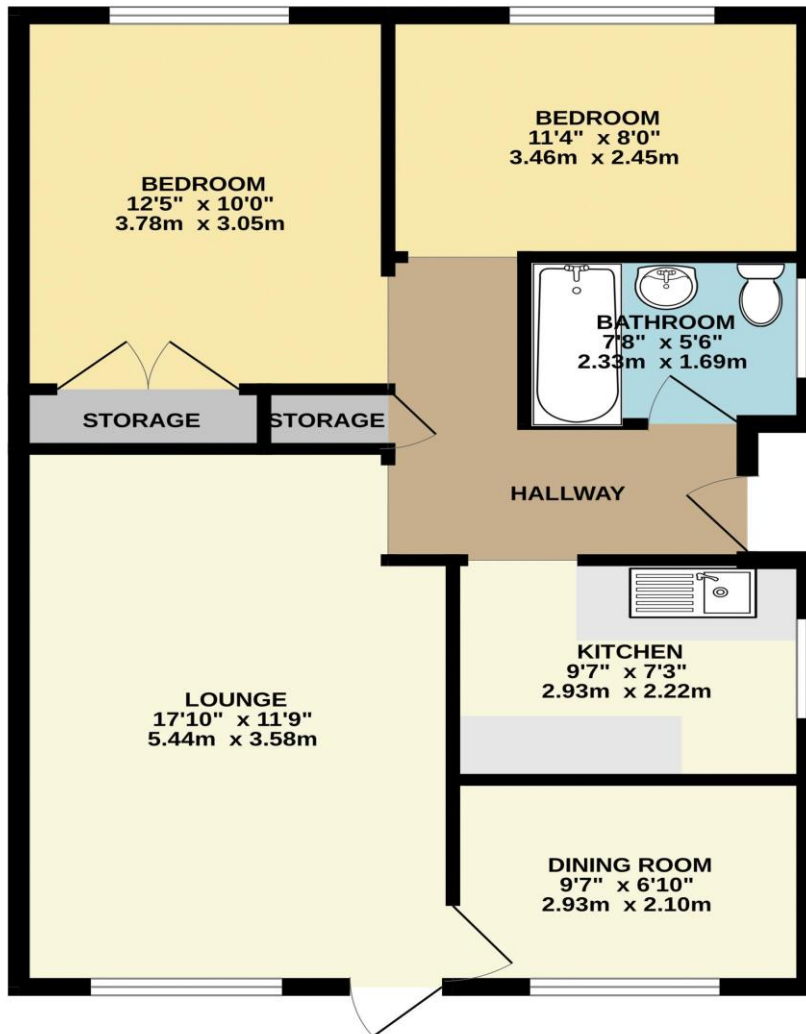 BEDROOM
11'4" x 8'0"
3.46m x 2.45m
BEDROOM
12'5" x 10'0"
3.78m x 3.05m
BATHROOM
7'8" x 5'6"
2.33m x 1.69m
STORAGE
STORAGE
HALLWAY
KITCHEN
9'7" x 7'3"
2.93m x 2.22m
LOUNGE
17'10" x 11'9"
5.44m x 3.58m
DINING ROOM
9'7" x 6'10"
2.93m x 2.10m